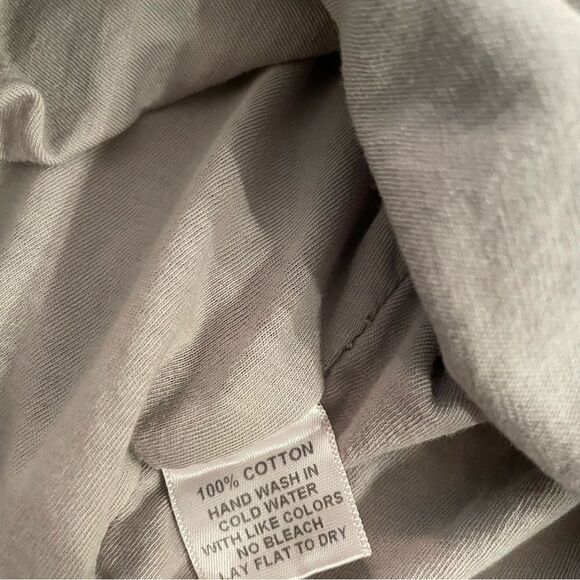 100% COTTON
HAND WASH IN
COLD WATER
WITH LIKE COLORS
NO BLEACH
LAY FLAT TO DRY